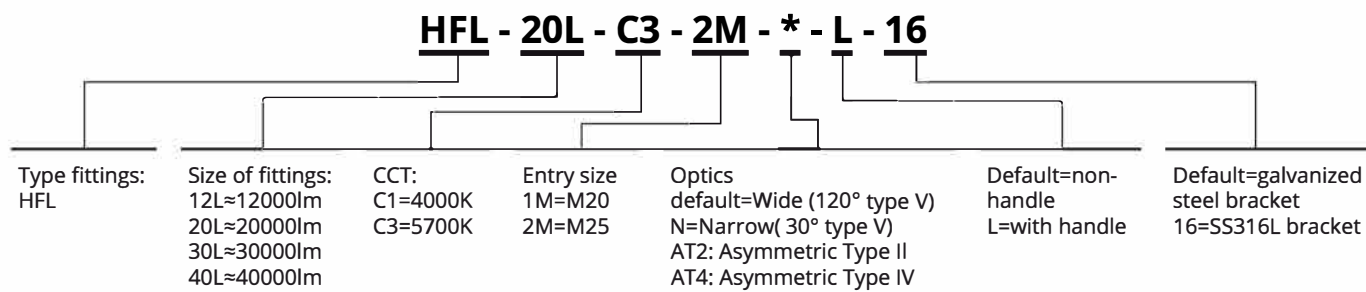 HFL - 20L - C3 - 2M - * - L - 16
Type fittings:
HFL
Size of fittings:
12L≈12000lm
20L≈20000lm
30L≈30000lm
40L≈40000lm
CCT:
C1=4000K
C3=5700K
Entry size
1M=M20
2M=M25
Optics
default=Wide (120° type V)
N=Narrow( 30° type V)
AT2: Asymmetric Type II
AT4: Asymmetric Type IV
Default=non-
handle
L=with handle
Default=galvanized
steel bracket
16=SS316L bracket